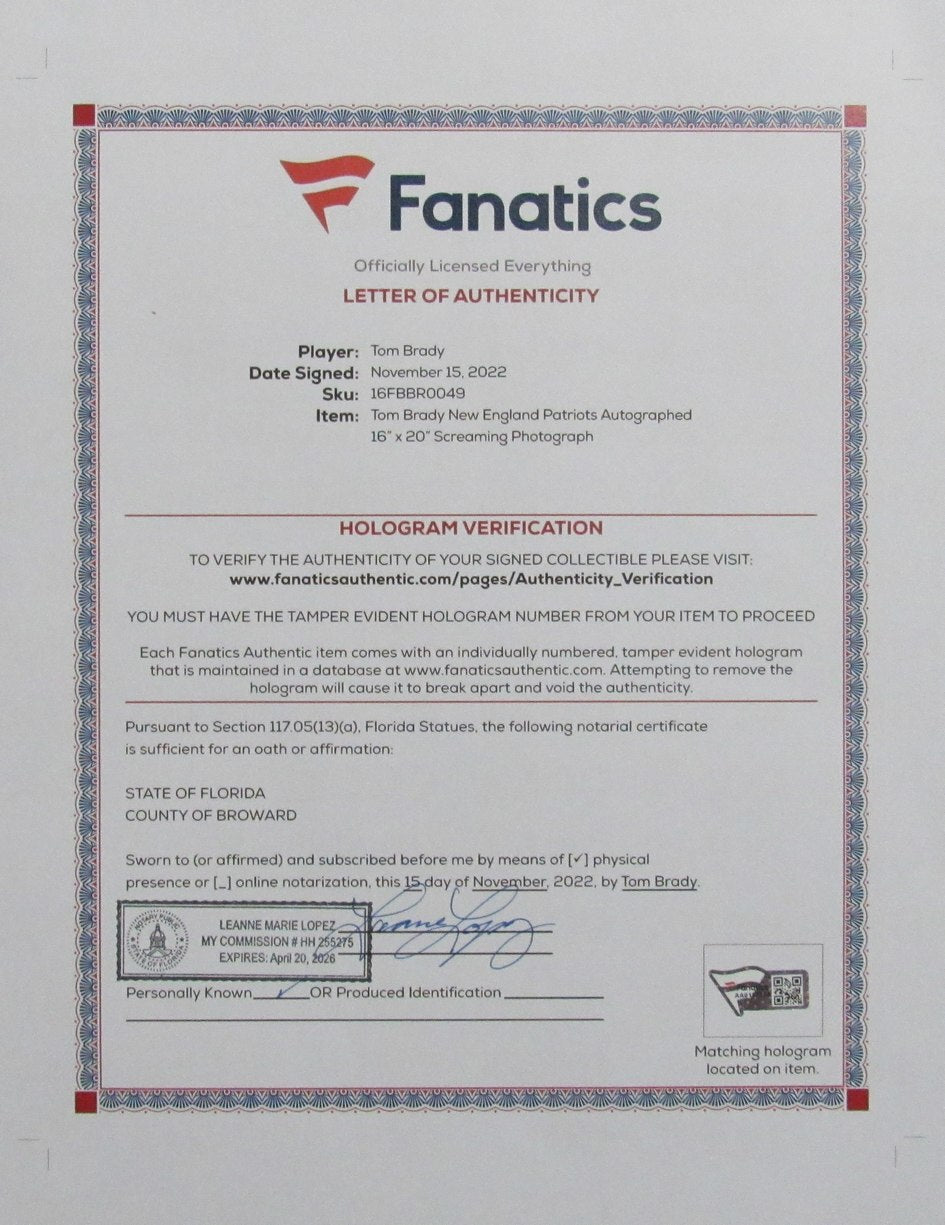 Fanatics
Officially Licensed Everything
LETTER OF AUTHENTICITY
Player: Tom Brady
Date Signed: November 15, 2022
Sku: 16FBBR0049
Item: Tom Brady New England Patriots Autographed
16" x 20" Screaming Photograph
HOLOGRAM VERIFICATION
TO VERIFY THE AUTHENTICITY OF YOUR SIGNED COLLECTIBLE PLEASE VISIT:
www.fanaticsauthentic.com/pages/Authenticity_Verification
YOU MUST HAVE THE TAMPER EVIDENT HOLOGRAM NUMBER FROM YOUR ITEM TO PROCEED
Each Fanatics Authentic item comes with an individually numbered, tamper evident hologram
that is maintained in a database at www.fanaticsauthentic.com. Attempting to remove the
hologram will cause it to break apart and void the authenticity.
Pursuant to Section 117.05(13)(a), Florida Statues, the following notarial certificate
is sufficient for an oath or affirmation:
STATE OF FLORIDA
COUNTY OF BROWARD
Sworn to (or affirmed) and subscribed before me by means of [✓] physical
presence or [_] online notarization, this 15 day of November, 2022, by Tom Brady.
NOTARY PUBLIC
STATE OF FLORIDA
LEANNE MARIE LOPEZ
MY COMMISSION # HH 255275
EXPIRES: April 20, 2026
Leanne Lopez
Personally Known ✓ OR Produced Identification
Matching hologram
located on item.